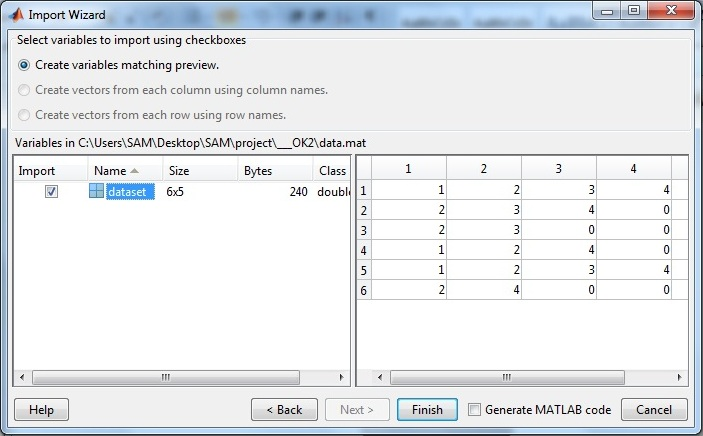 Import Wizard
Select variables to import using checkboxes
Create variables matching preview.
Create vectors from each column using column names.
Create vectors from each row using row names.
Variables in C:\Users\SAM\Desktop\SAM\project\___OK2\data.mat
Import Name Size Bytes Class
dataset 6x5 240 double
1 2 3 4
1 1 2 3 4
2 2 3 4 0
3 2 3 0 0
4 1 2 4 0
5 1 2 3 4
6 2 4 0 0
Help < Back Next > Finish Generate MATLAB code Cancel